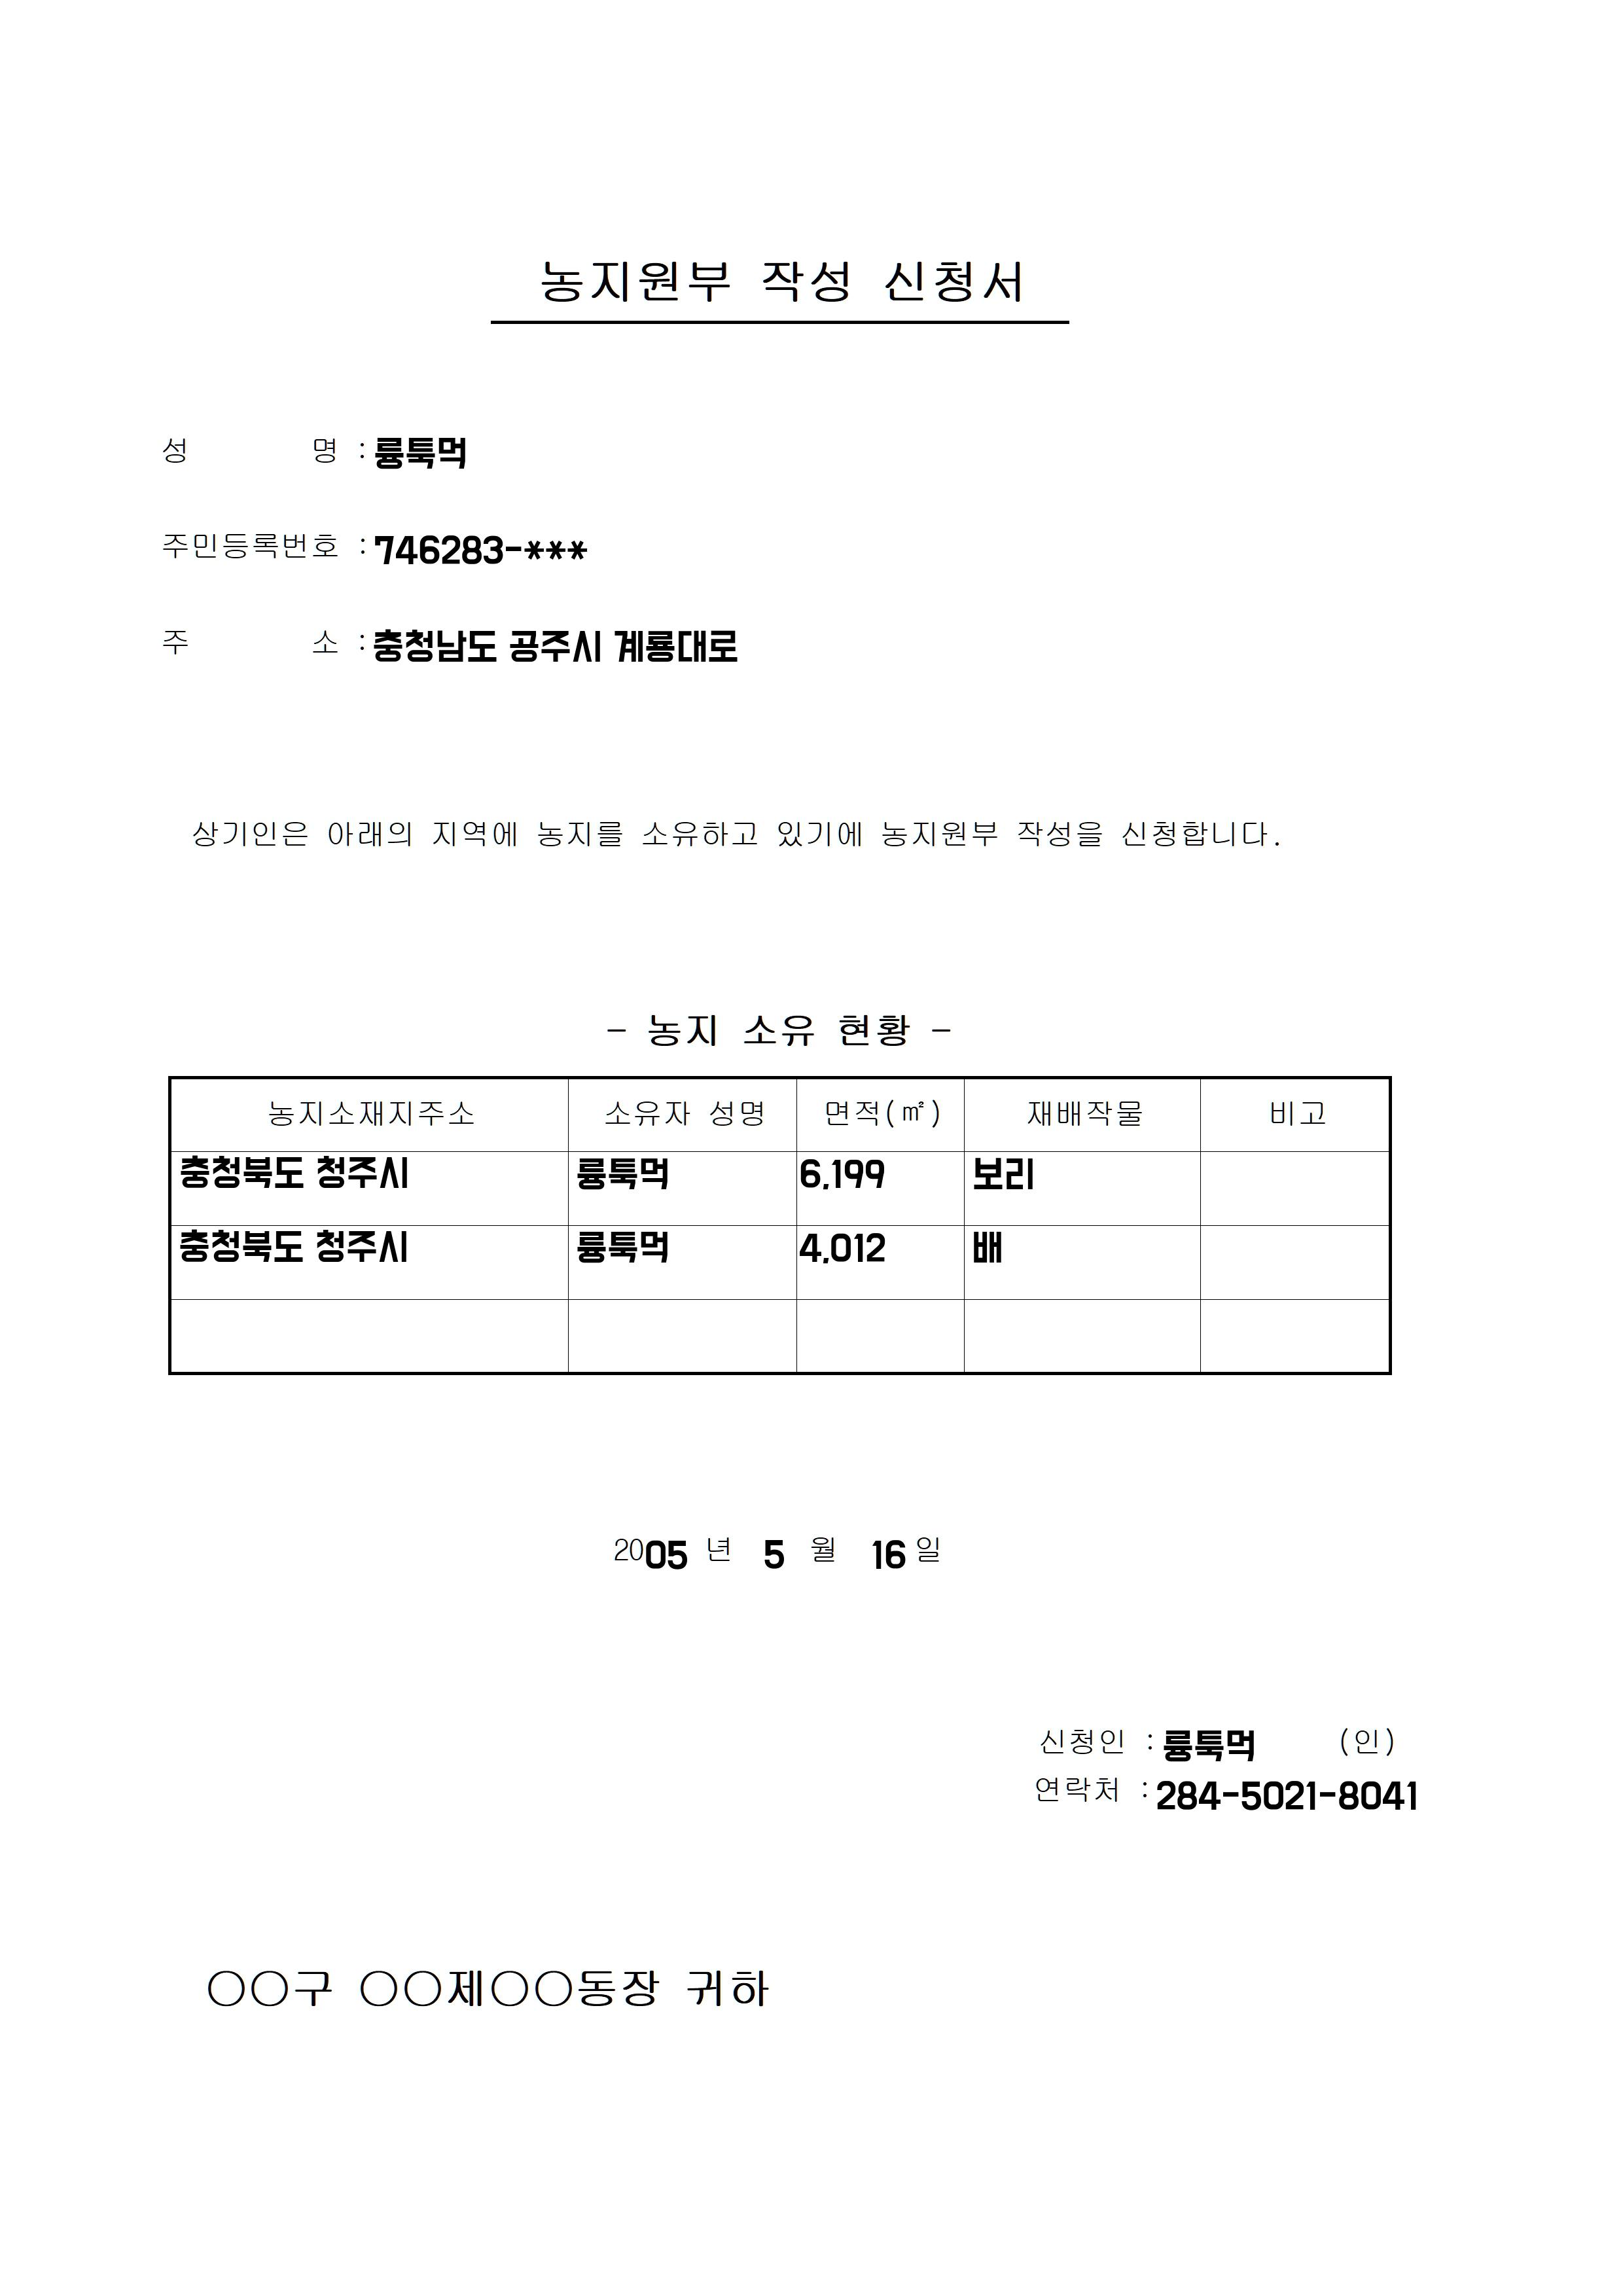 농지원부 작성 신청서
성 명 : 륭툭먹
주민등록번호 : 746283-***
주 소 : 충청남도 공주시 계룡대로
상기인은 아래의 지역에 농지를 소유하고 있기에 농지원부 작성을 신청합니다.
- 농지 소유 현황 -
농지소재지주소 소유자 성명 면적(㎡) 재배작물 비고
충청북도 청주시 륭툭먹 6,199 보리
충청북도 청주시 륭툭먹 4,012 배
2005 년 5 월 16 일
신청인 : 륭툭먹 (인)
연락처 : 284-5021-8041
○○구 ○○제○○동장 귀하